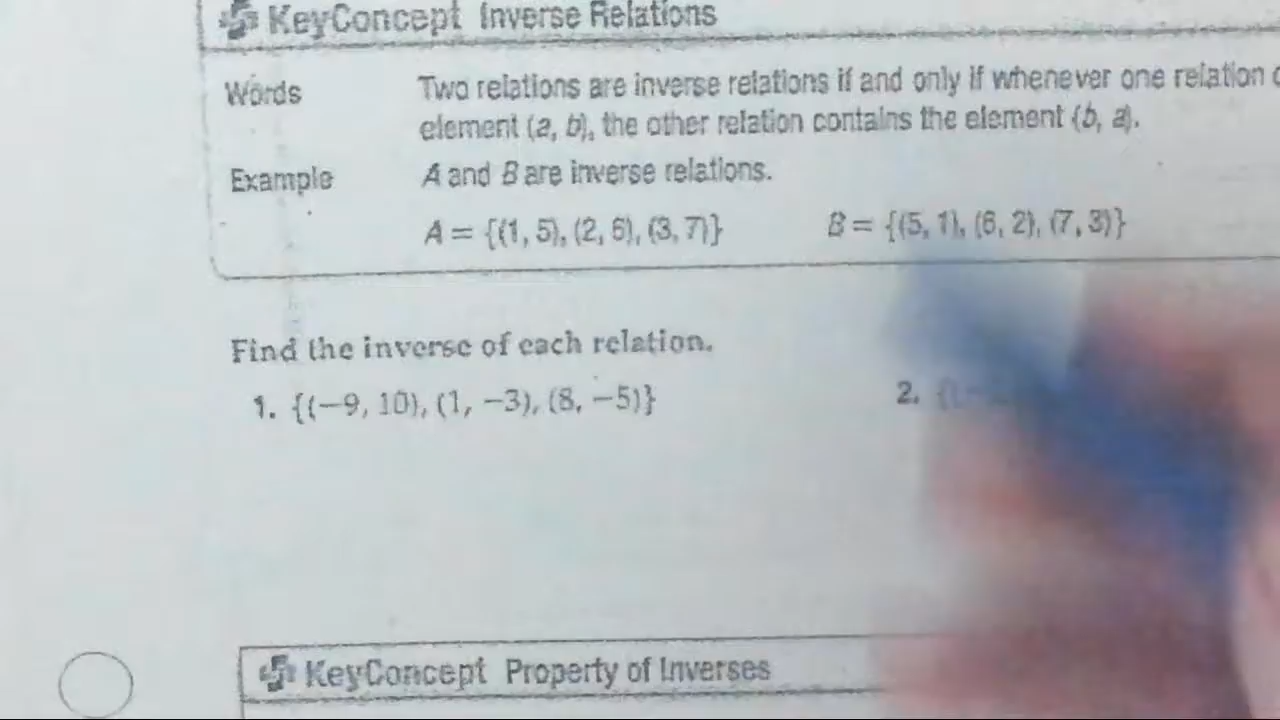 KeyConcept Inverse Relations
Words Two relations are inverse relations if and only if whenever one relation
element (a, b), the other relation contains the element (b, a).
Example A and B are inverse relations.
A = {(1, 5), (2, 6), (3, 7)} B = {(5, 1), (6, 2), (7, 3)}
Find the inverse of each relation.
1. {(−9, 10), (1, −3), (8, −5)} 2.
KeyConcept Property of Inverses